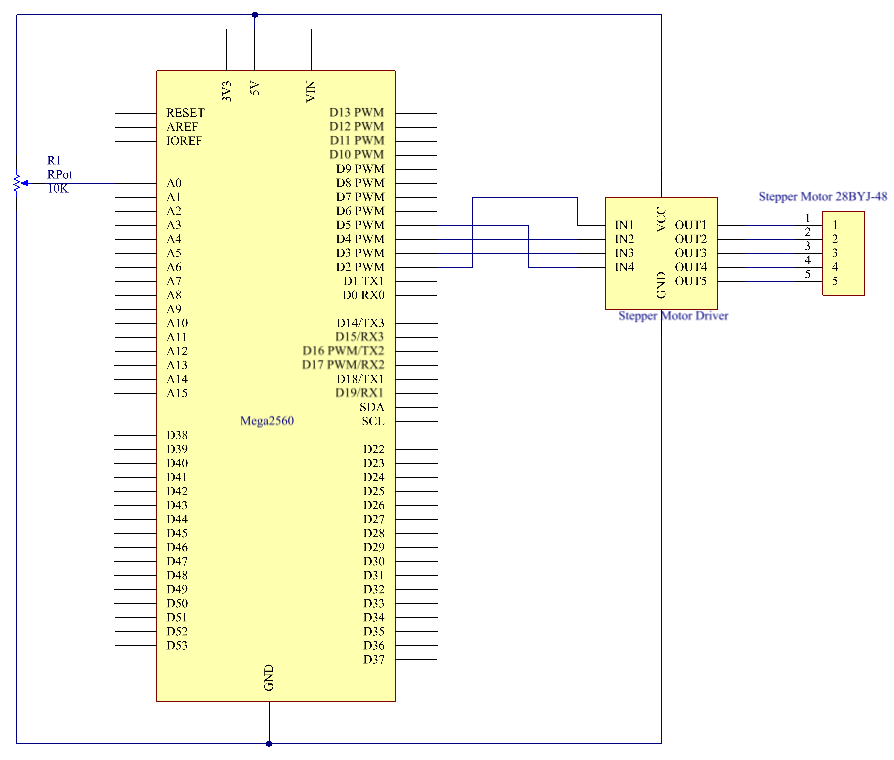 3V3
5V
VIN
RESET
AREF
IOREF
A0
A1
A2
A3
A4
A5
A6
A7
A8
A9
A10
A11
A12
A13
A14
A15
D38
D39
D40
D41
D42
D43
D44
D45
D46
D47
D48
D49
D50
D51
D52
D53
D13 PWM
D12 PWM
D11 PWM
D10 PWM
D9 PWM
D8 PWM
D7 PWM
D6 PWM
D5 PWM
D4 PWM
D3 PWM
D2 PWM
D1 TX1
D0 RX0
D14/TX3
D15/RX3
D16 PWM/TX2
D17 PWM/RX2
D18/TX1
D19/RX1
SDA
SCL
D22
D23
D24
D25
D26
D27
D28
D29
D30
D31
D32
D33
D34
D35
D36
D37
Mega2560
GND
R1
RPot
10K
IN1
IN2
IN3
IN4
VCC
GND
OUT1
OUT2
OUT3
OUT4
OUT5
Stepper Motor Driver
Stepper Motor 28BYJ-48
1 1
2 2
3 3
4 4
5 5